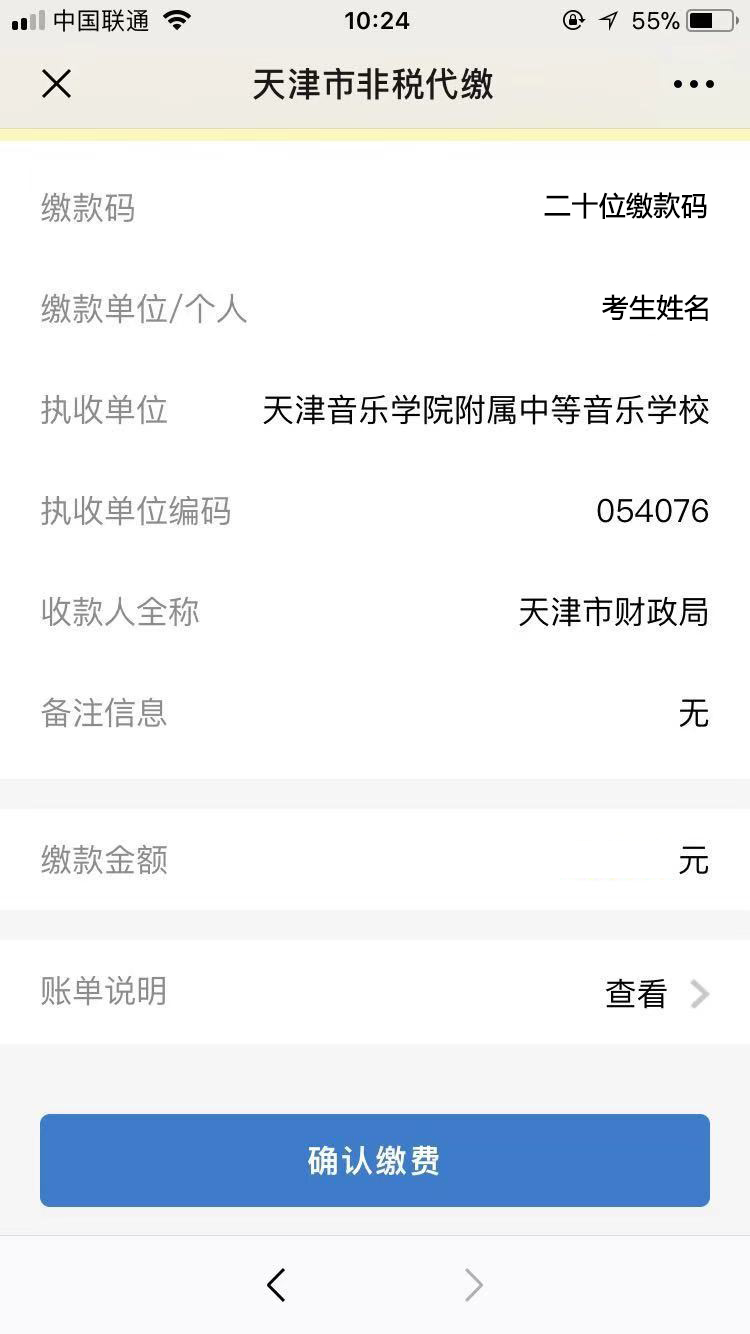 中国联通 10:24 55%
天津市非税代缴
缴款码 二十位缴款码
缴款单位/个人 考生姓名
执收单位 天津音乐学院附属中等音乐学校
执收单位编码 054076
收款人全称 天津市财政局
备注信息 无
缴款金额 元
账单说明 查看
确认缴费